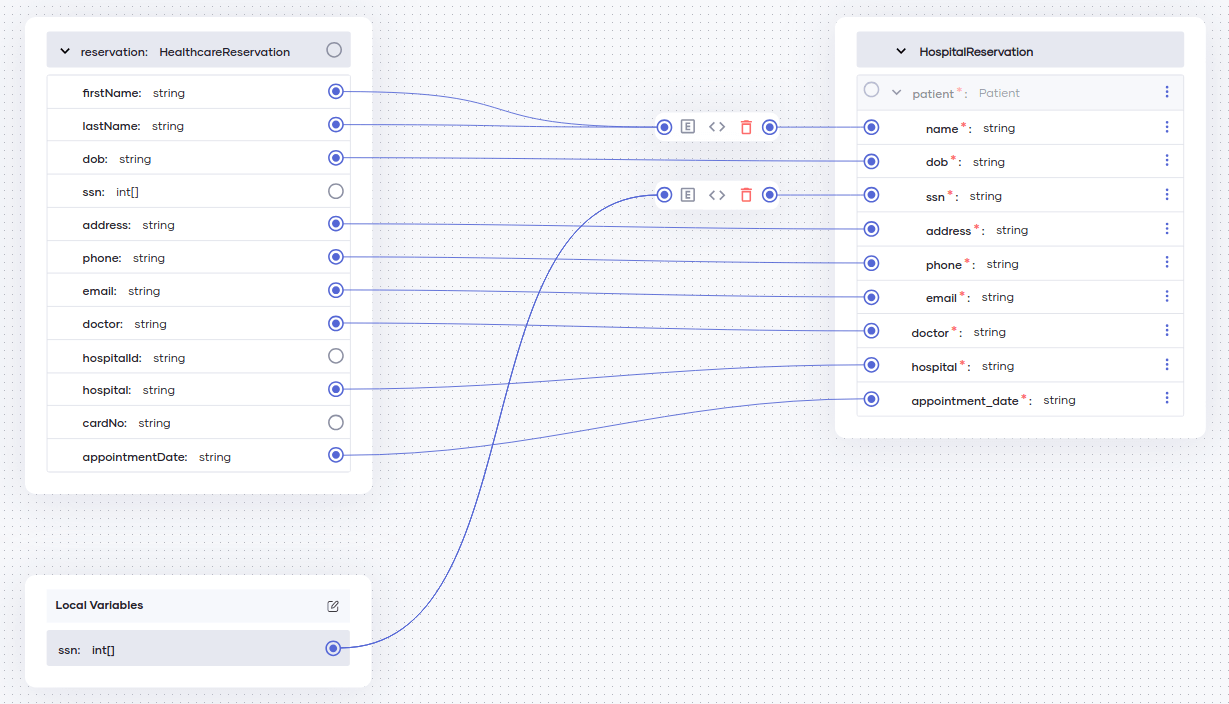 reservation: HealthcareReservation
firstName: string
lastName: string
dob: string
ssn: int[]
address: string
phone: string
email: string
doctor: string
hospitalId: string
hospital: string
cardNo: string
appointmentDate: string
Local Variables
ssn: int[]
E <>
E <>
HospitalReservation
patient*: Patient
name*: string
dob*: string
ssn*: string
address*: string
phone*: string
email*: string
doctor*: string
hospital*: string
appointment_date*: string